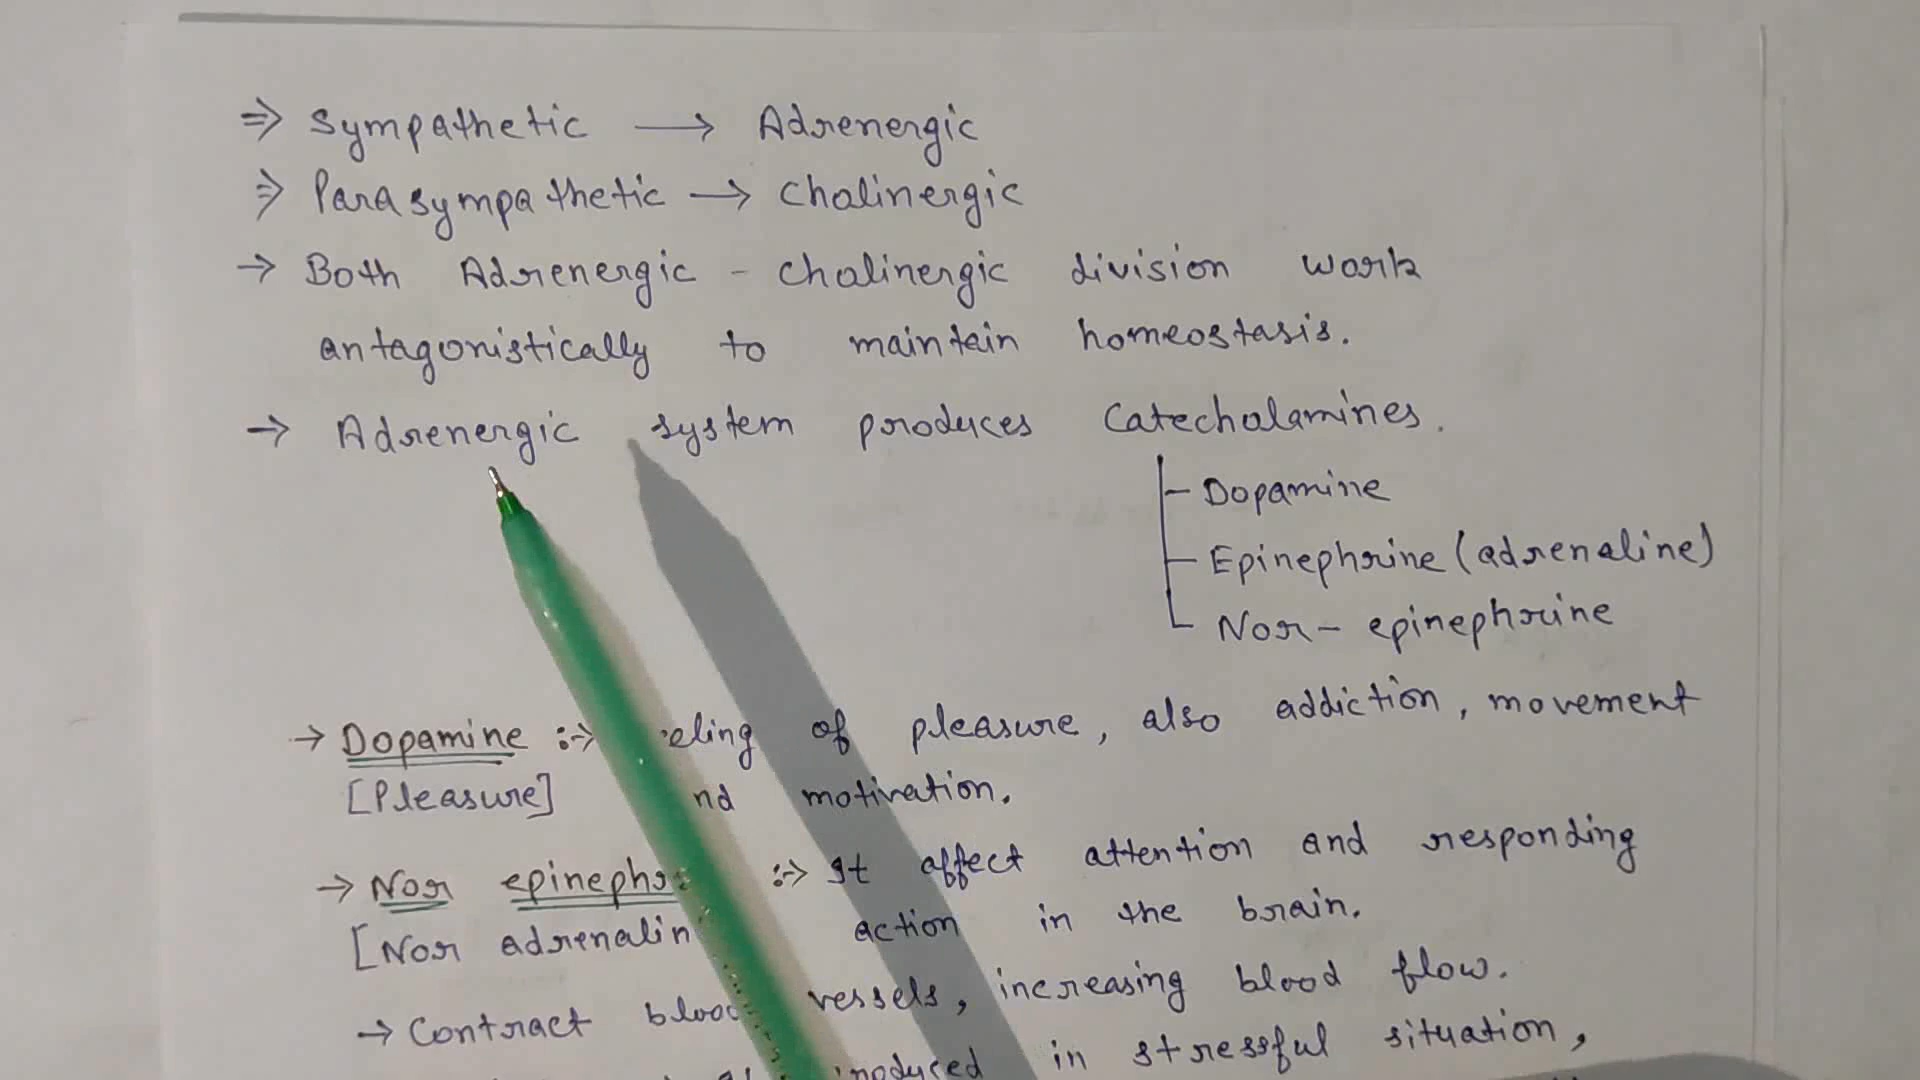 ⇒ Sympathetic → Adrenergic
⇒ Parasympathetic → Cholinergic
→ Both Adrenergic - Cholinergic division work
antagonistically to maintain homeostasis.
→ Adrenergic system produces Catecholamines.
Dopamine
Epinephrine (adrenaline)
Nor - epinephrine
→ Dopamine :→ eling of pleasure, also addiction, movement
[Pleasure] nd motivation.
→ Nor epinephr :→ It affect attention and responding
[Nor adrenalin action in the brain.
→ Contract bloo vessels, increasing blood flow.
in stressful situation,